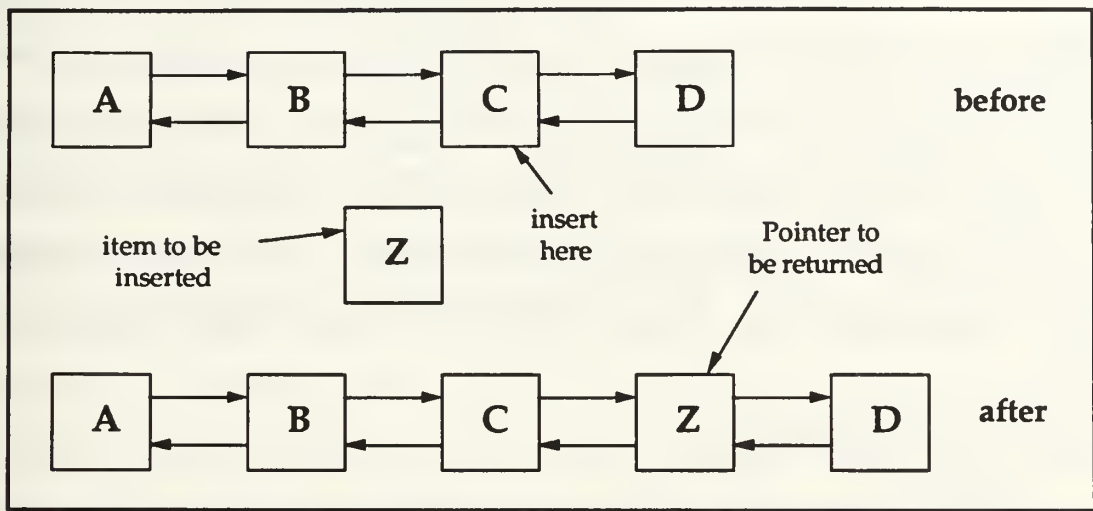 A B C D before
insert
here
item to be
inserted
Z
Pointer to
be returned
A B C Z D after